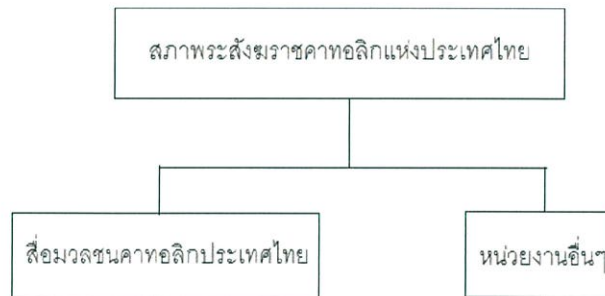 สภาพระสังฆราชคาทอลิกแห่งประเทศไทย
สื่อมวลชนคาทอลิกประเทศไทย
หน่วยงานอื่นๆ